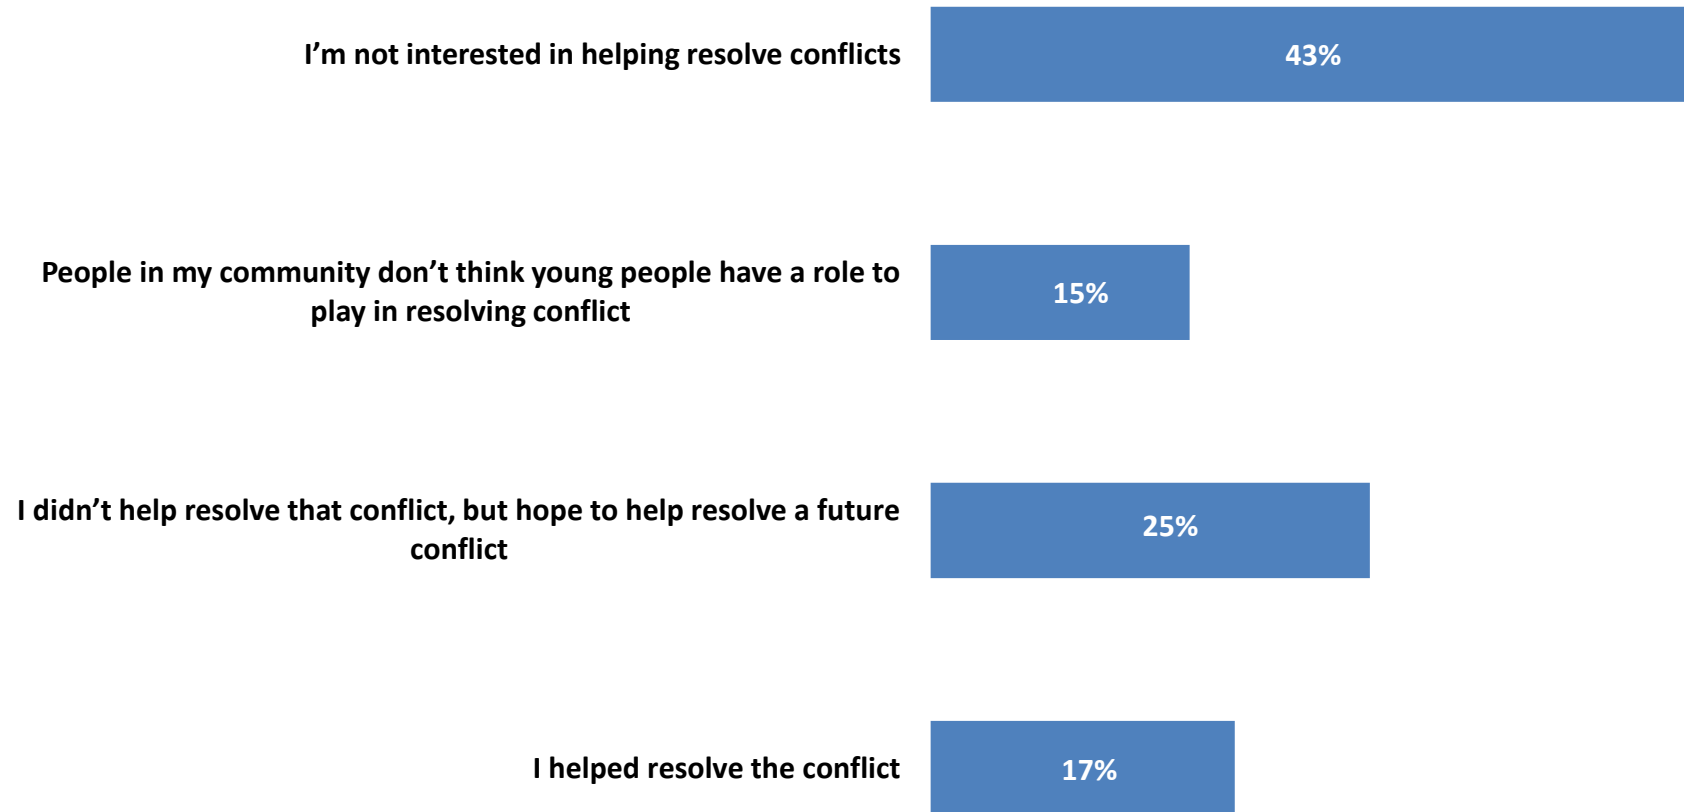 I’m not interested in helping resolve conflicts
43%
People in my community don’t think young people have a role to
play in resolving conflict
15%
I didn’t help resolve that conflict, but hope to help resolve a future
conflict
25%
I helped resolve the conflict
17%